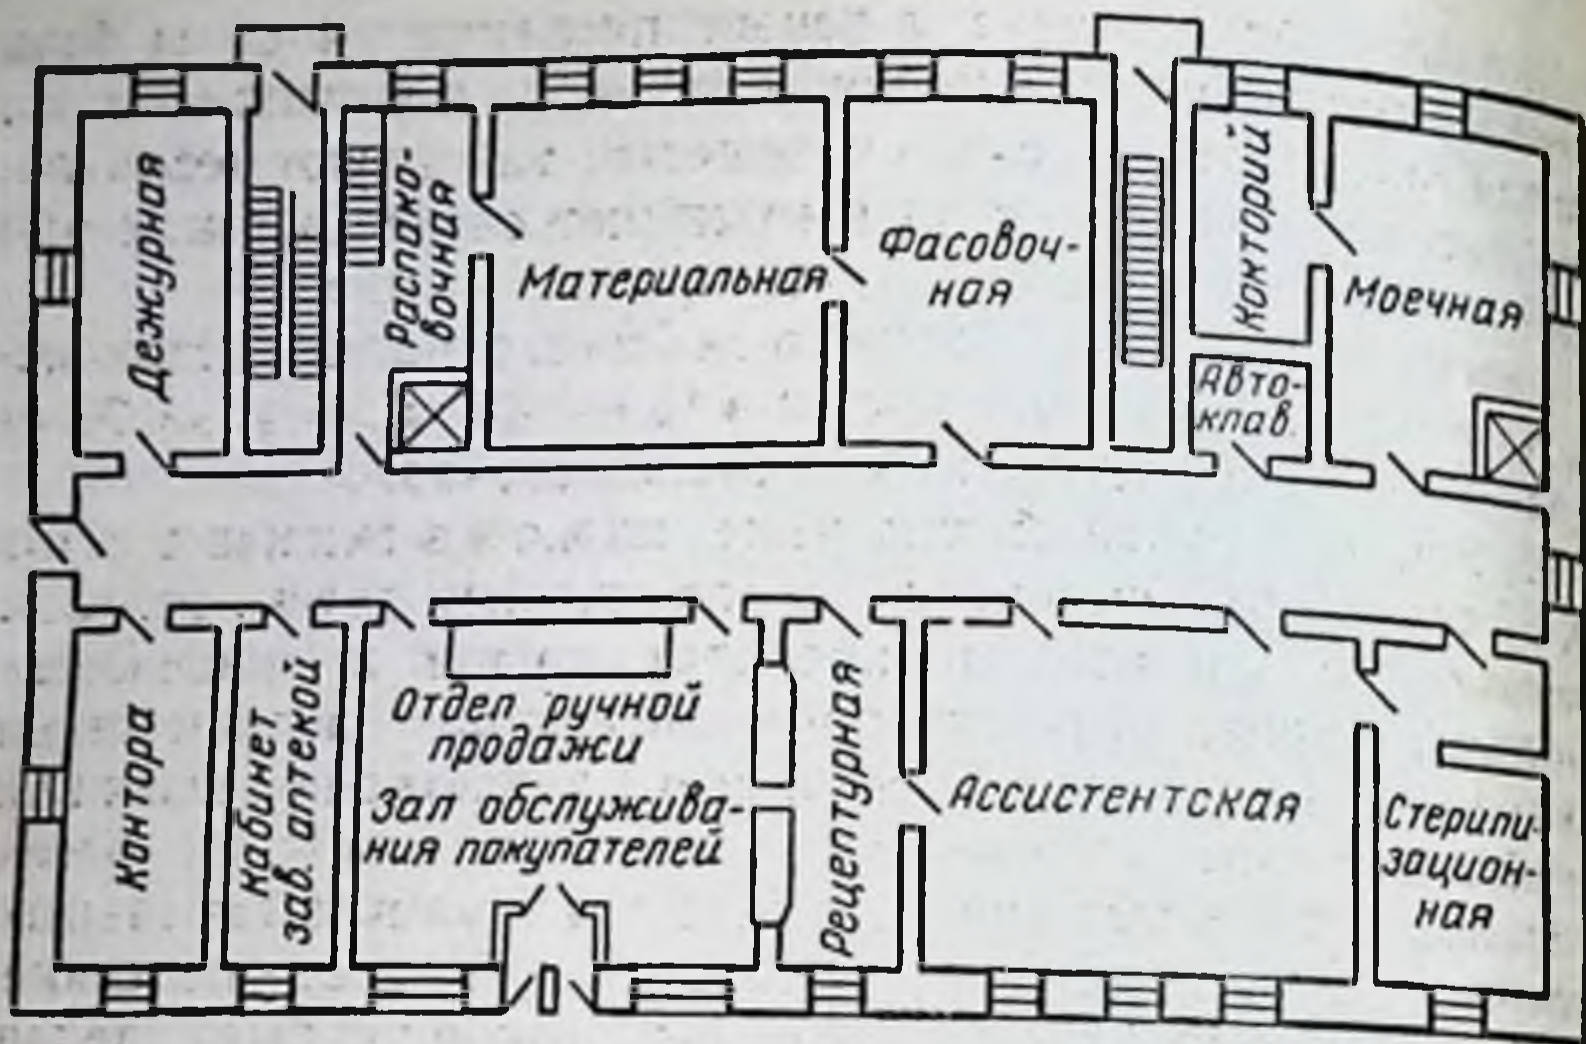 Дежурная
Распако-
вочная
Материальная
Фасовоч-
ная
Конторий
Авто-
клав.
Моечная
Контора
Кабинет
зав. аптекой
Отдел ручной
продажи
Зал обслужива-
ния покупателей
Рецептурная
Ассистентская
Стерили-
зацион-
ная